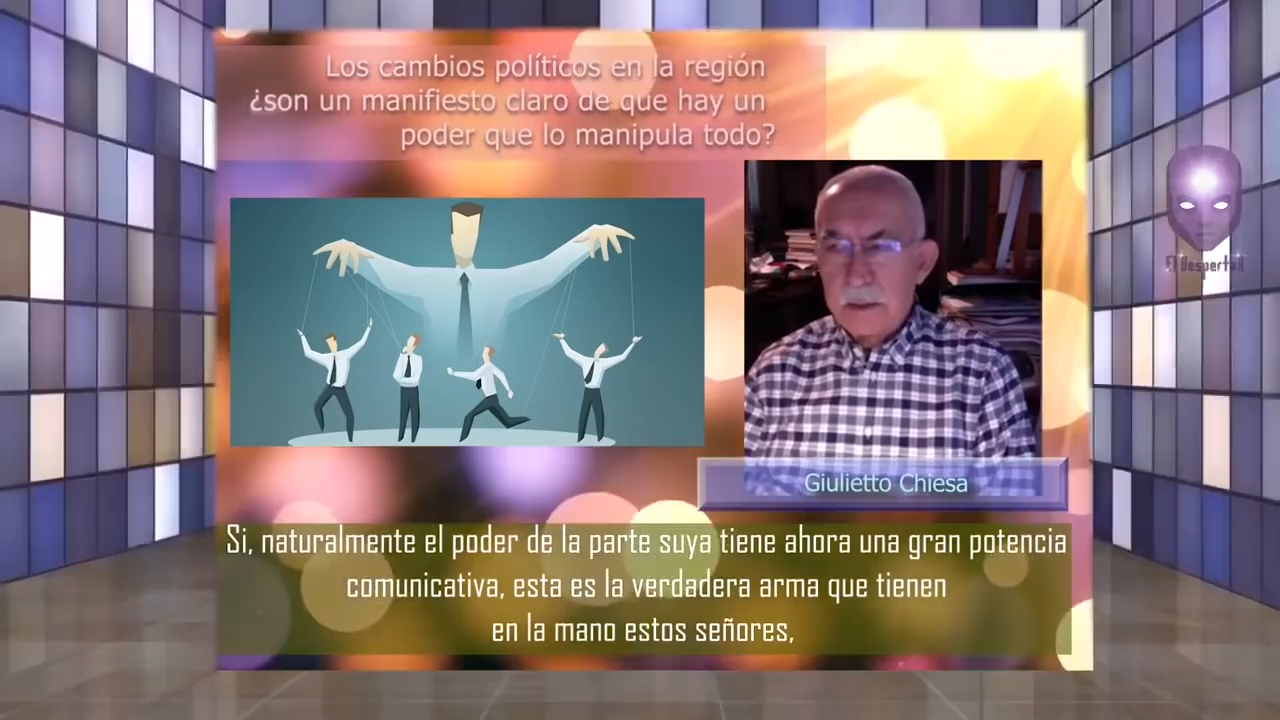 Los cambios políticos en la región
¿son un manifiesto claro de que hay un
poder que lo manipula todo?
El Despertar
Giulietto Chiesa
Si, naturalmente el poder de la parte suya tiene ahora una gran potencia
comunicativa, esta es la verdadera arma que tienen
en la mano estos señores,